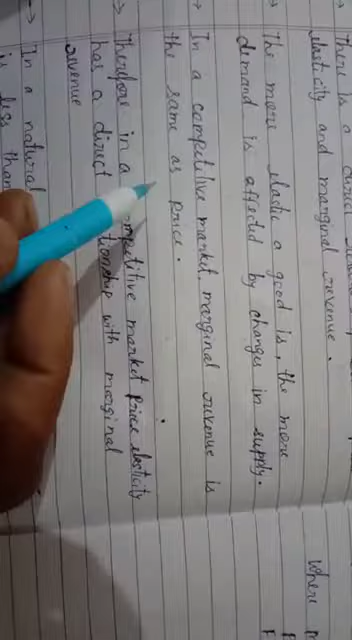 There is a direct
elasticity and marginal revenue.
→ The more elastic a good is, the more
demand is affected by changes in supply.
→ In a competitive market, marginal revenue is
the same as price.
→ Therefore in a competitive market price elasticity
has a direct with marginal
revenue
→ In a natural
is less than
where